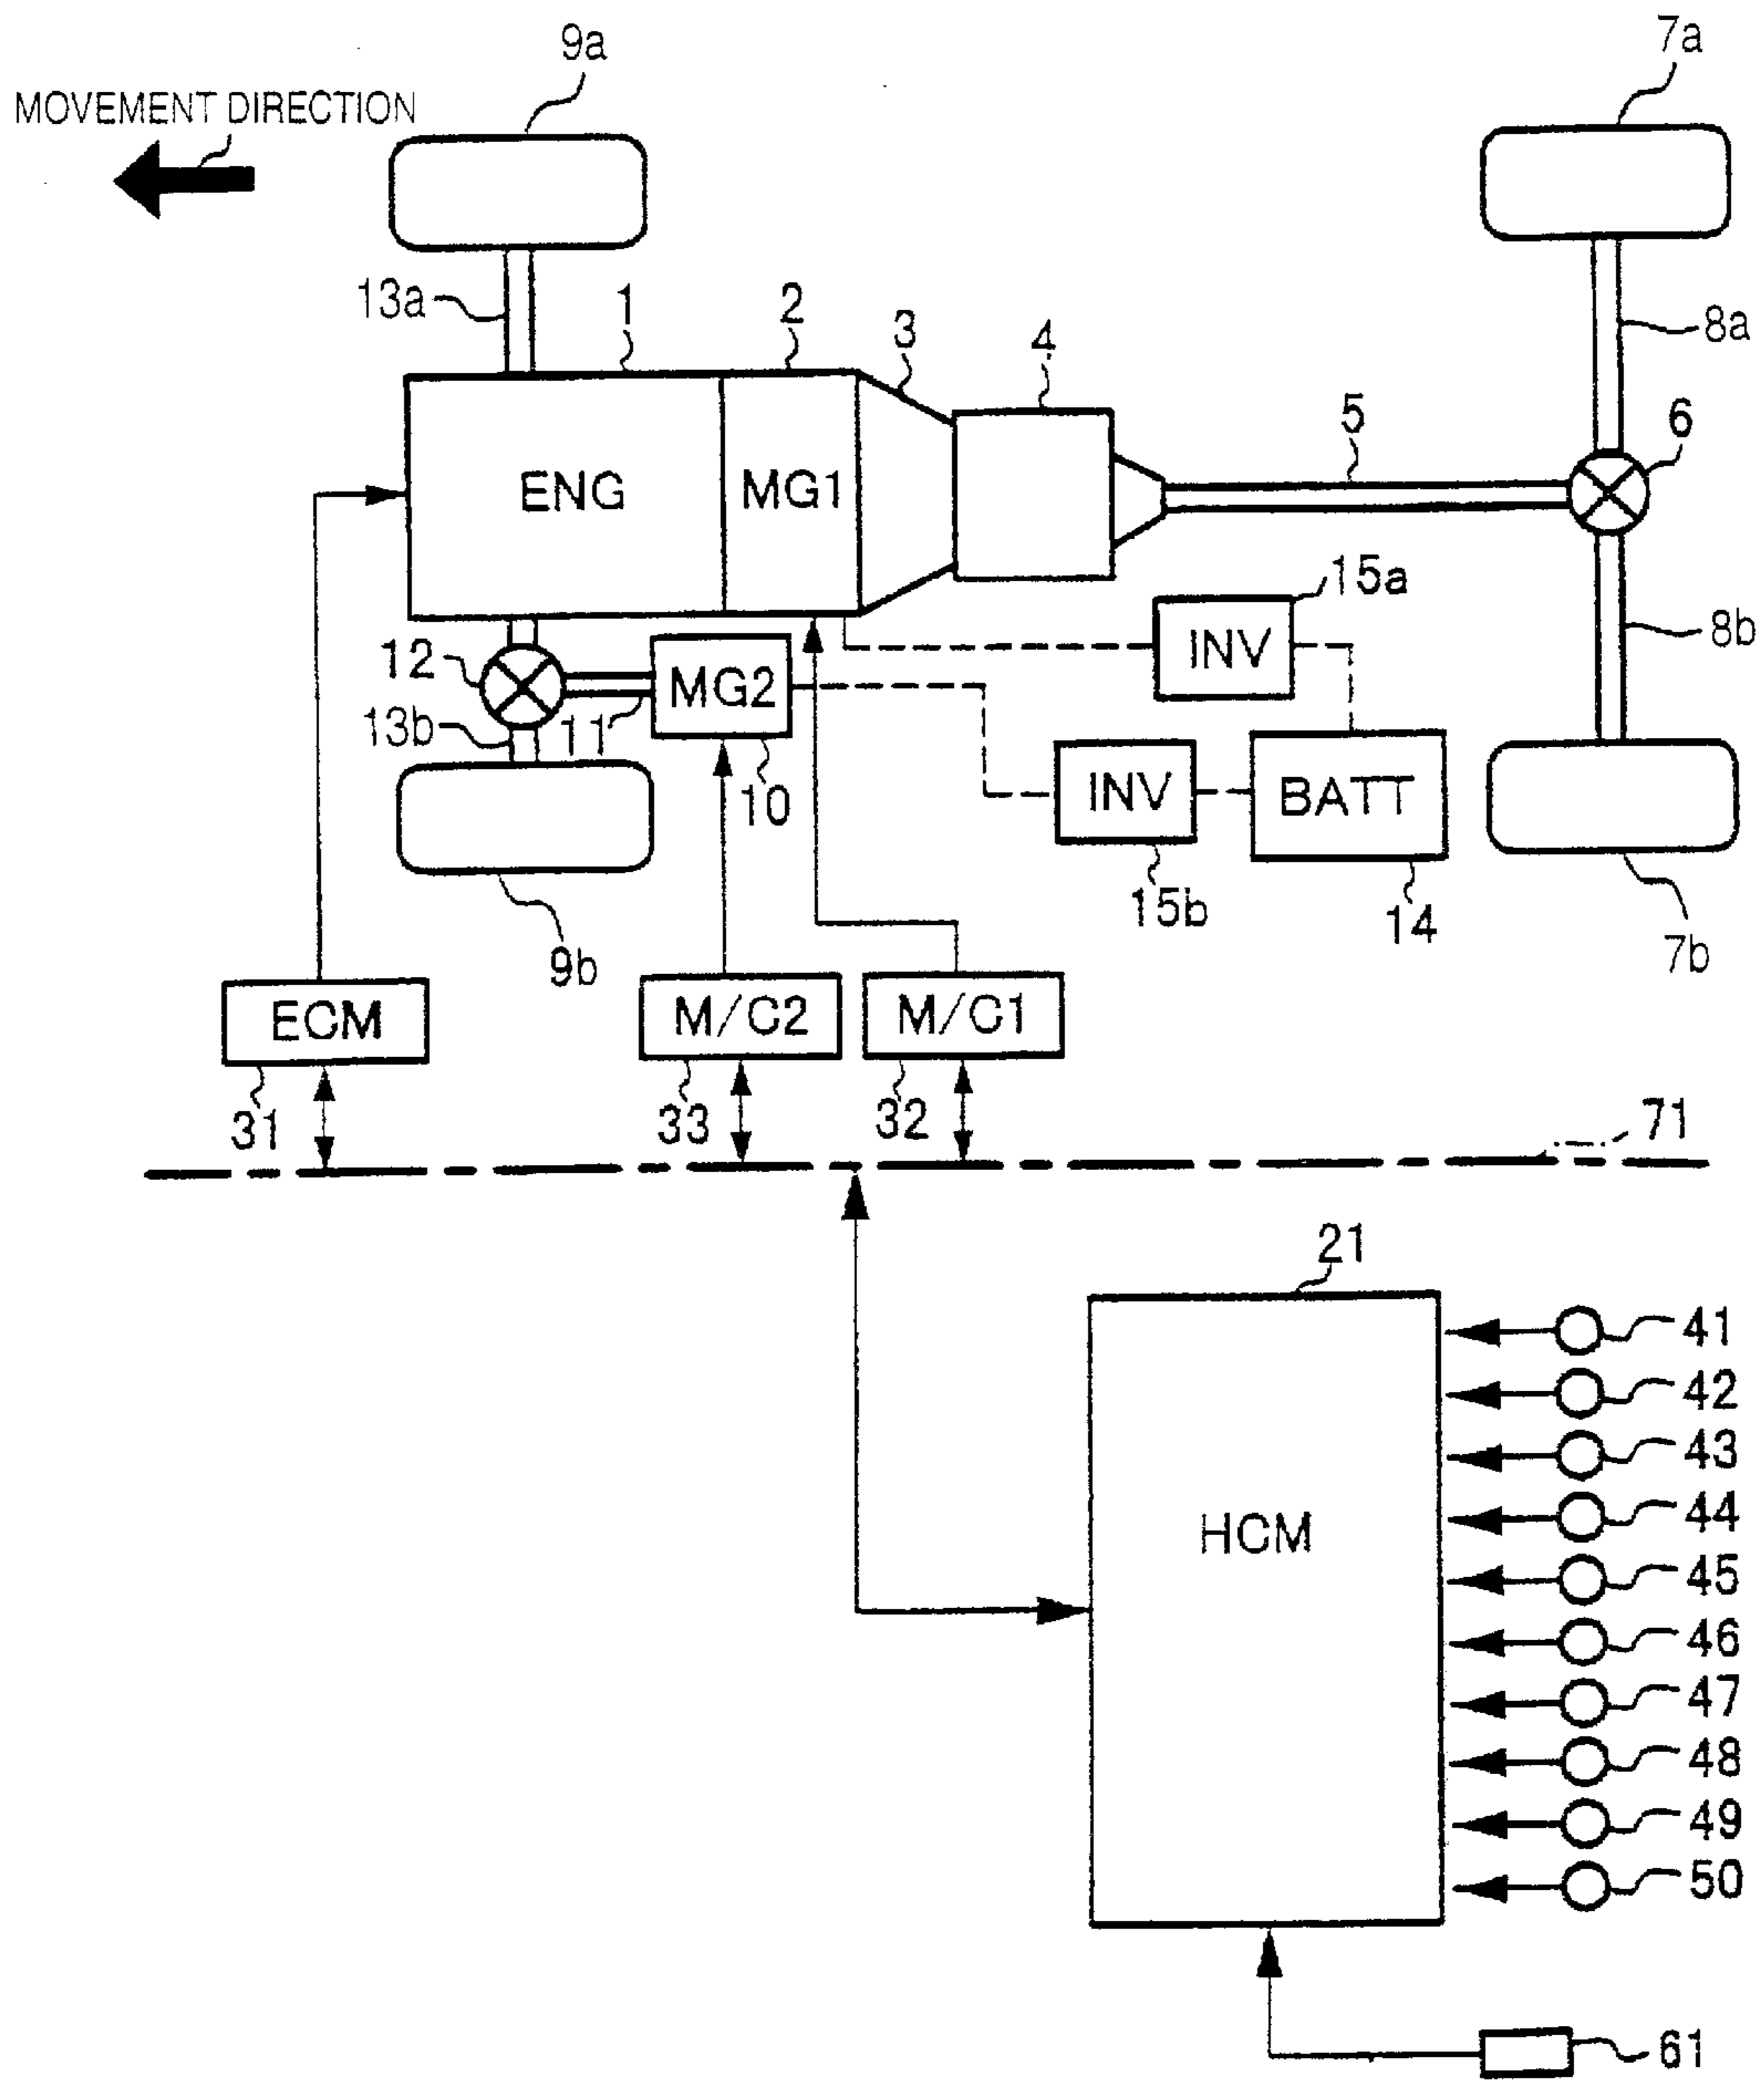 9a
7a
MOVEMENT DIRECTION
13a
1
2
3
4
8a
5
6
ENG
MG1
15a
INV
8b
12
MG2
13b
11
10
INV
BATT
15b
14
9b
7b
ECM
M/C2
M/C1
31
33
32
71
21
41
42
43
44
HCM
45
46
47
48
49
50
61